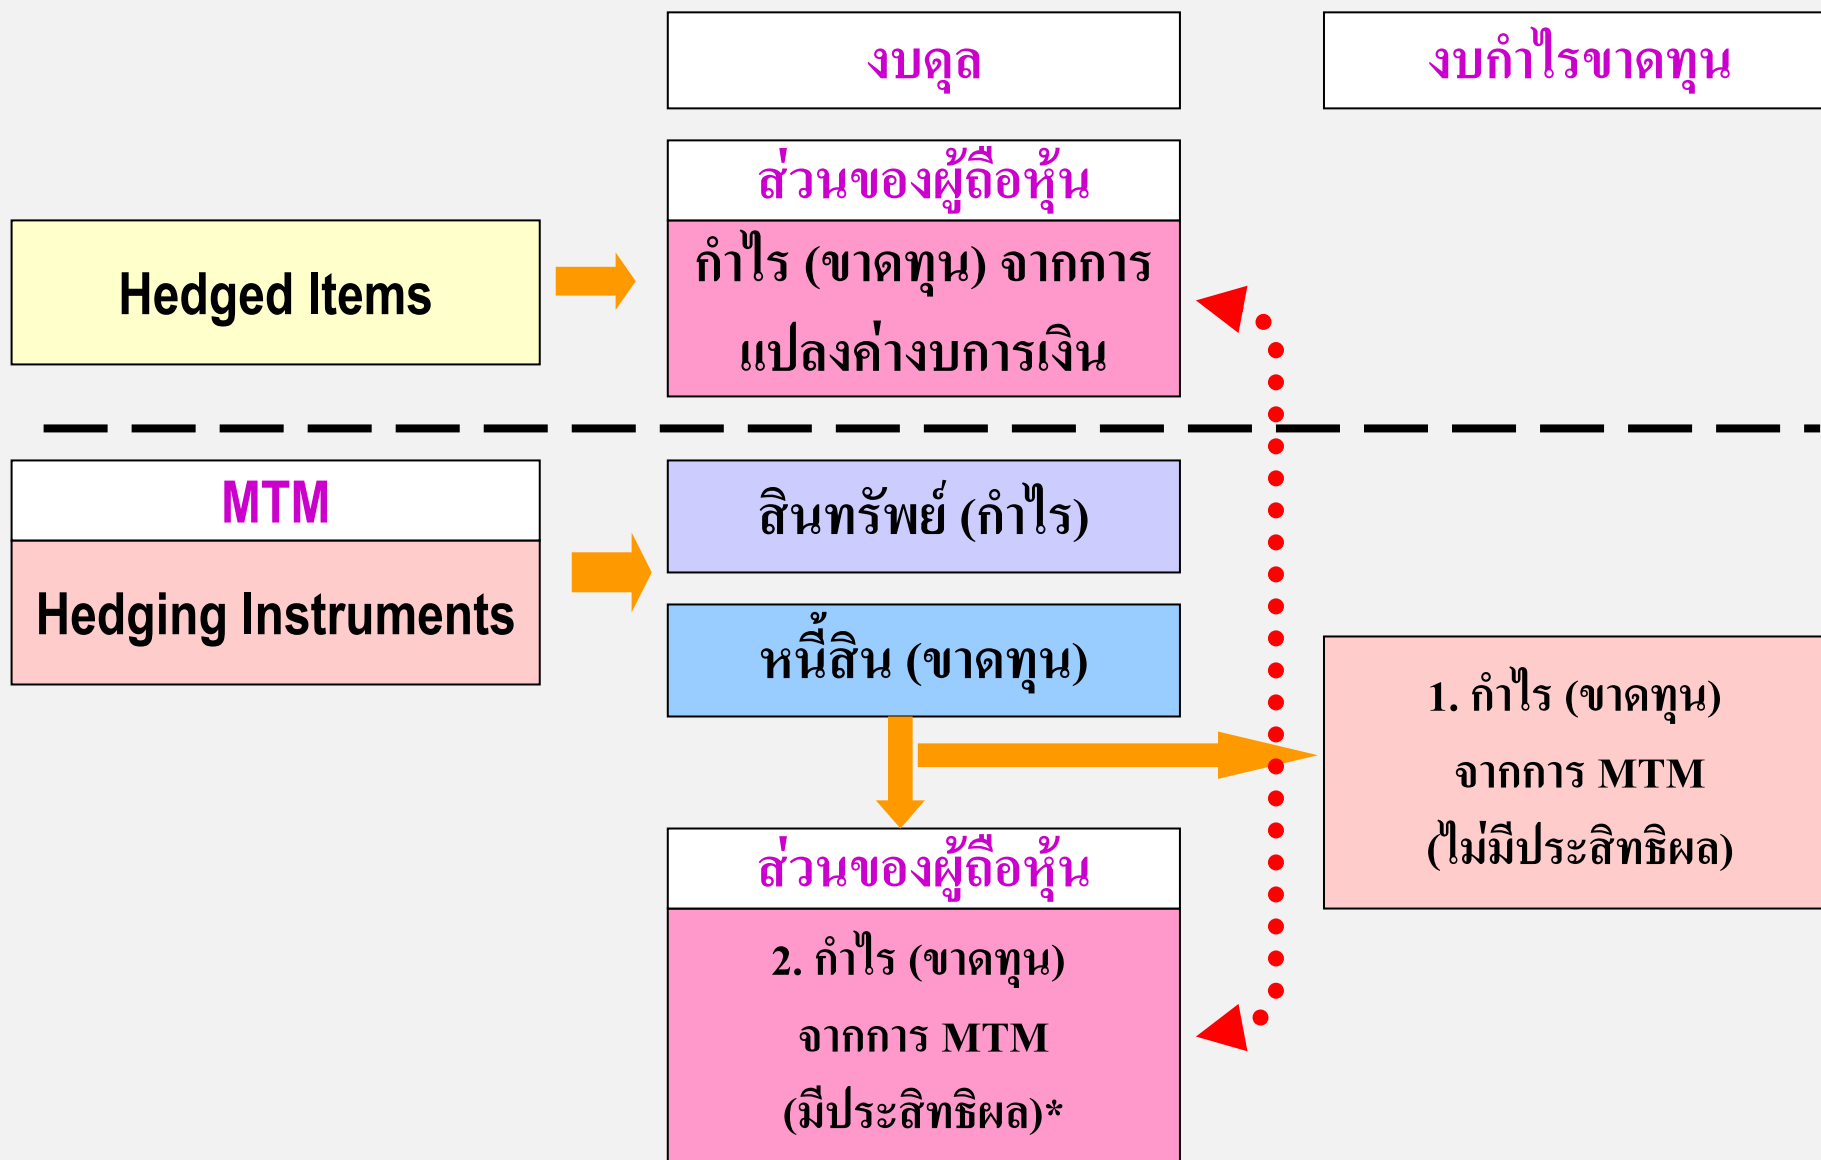 งบดุล
งบกำไรขาดทุน
ส่วนของผู้ถือหุ้น
Hedged Items
กำไร (ขาดทุน) จากการ
แปลงค่างบการเงิน
MTM
Hedging Instruments
สินทรัพย์ (กำไร)
หนี้สิน (ขาดทุน)
1. กำไร (ขาดทุน)
จากการ MTM
(ไม่มีประสิทธิผล)
ส่วนของผู้ถือหุ้น
2. กำไร (ขาดทุน)
จากการ MTM
(มีประสิทธิผล)*